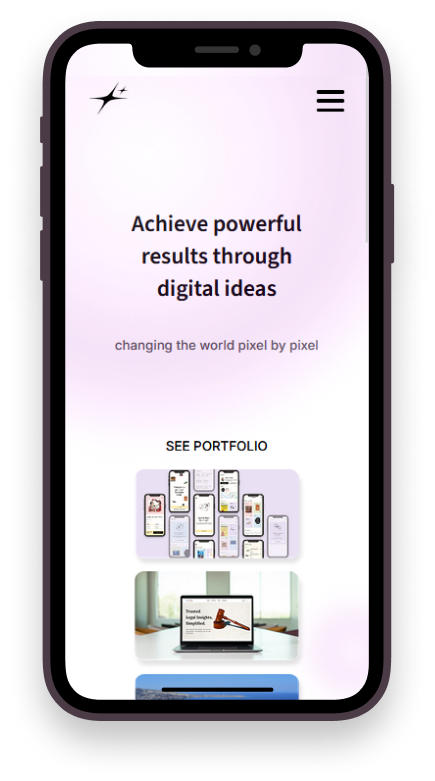 Achieve powerful
results through
digital ideas
changing the world pixel by pixel
SEE PORTFOLIO
Trusted
Legal Insights,
Simplified.